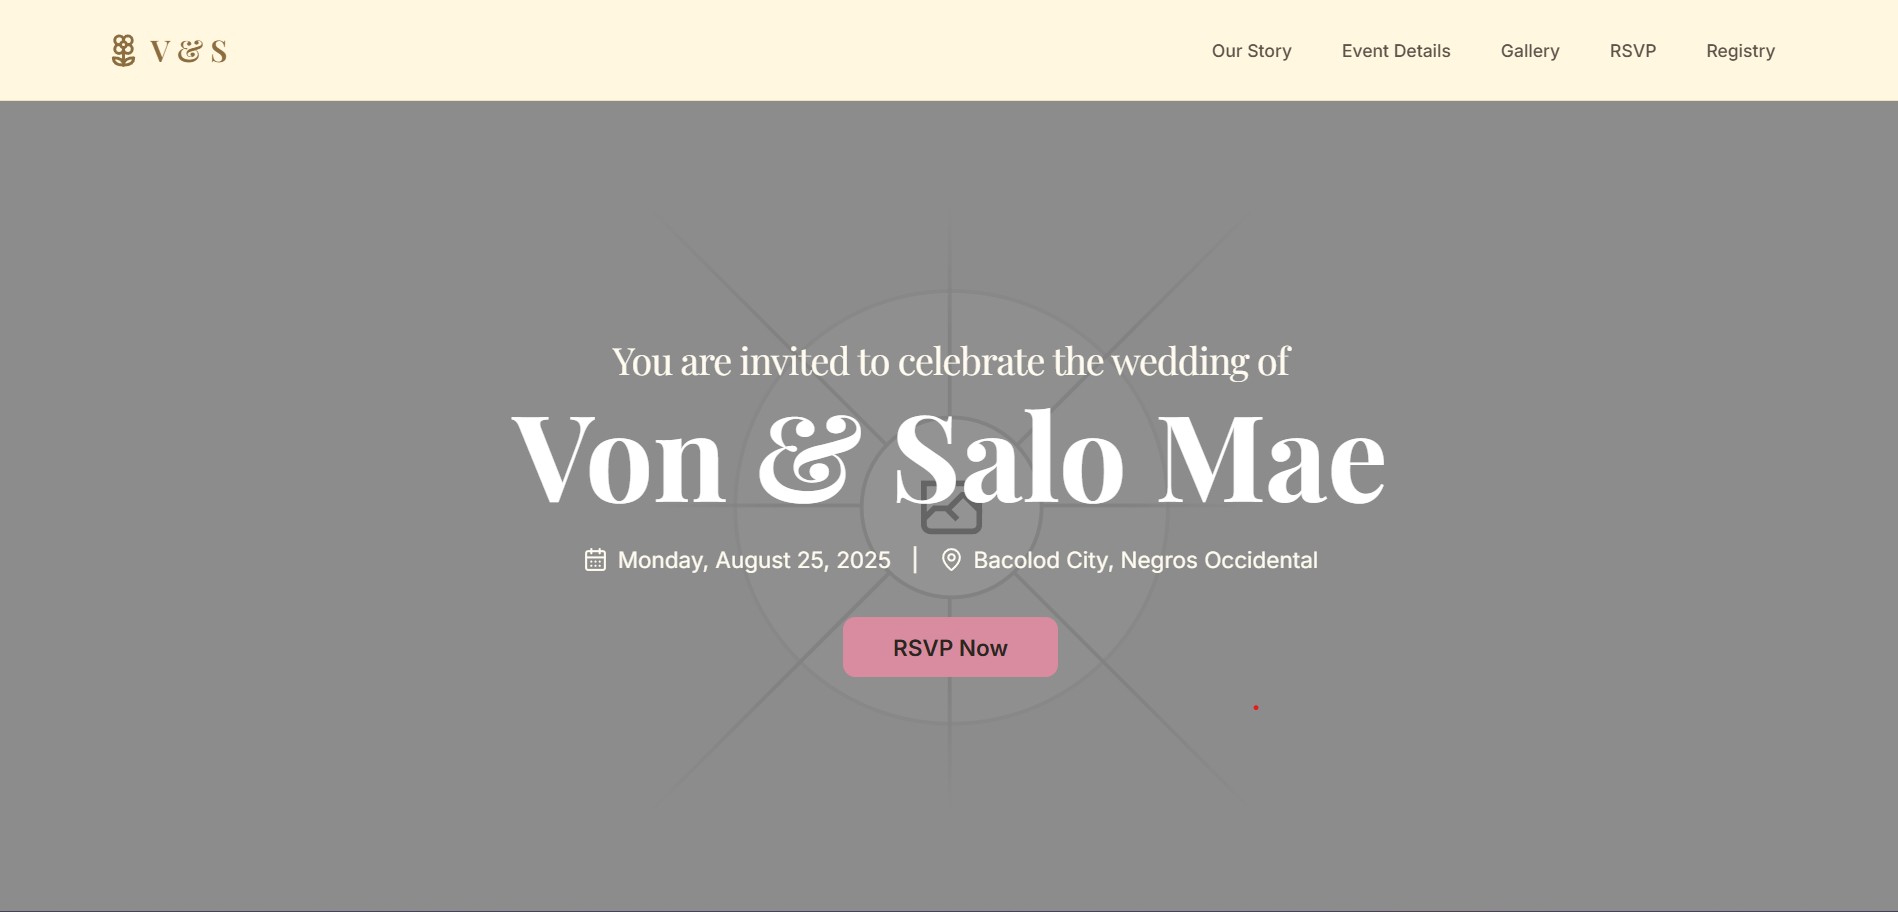 V & S
Our Story
Event Details
Gallery
RSVP
Registry
You are invited to celebrate the wedding of
Von & Salo Mae
Monday, August 25, 2025 | Bacolod City, Negros Occidental
RSVP Now